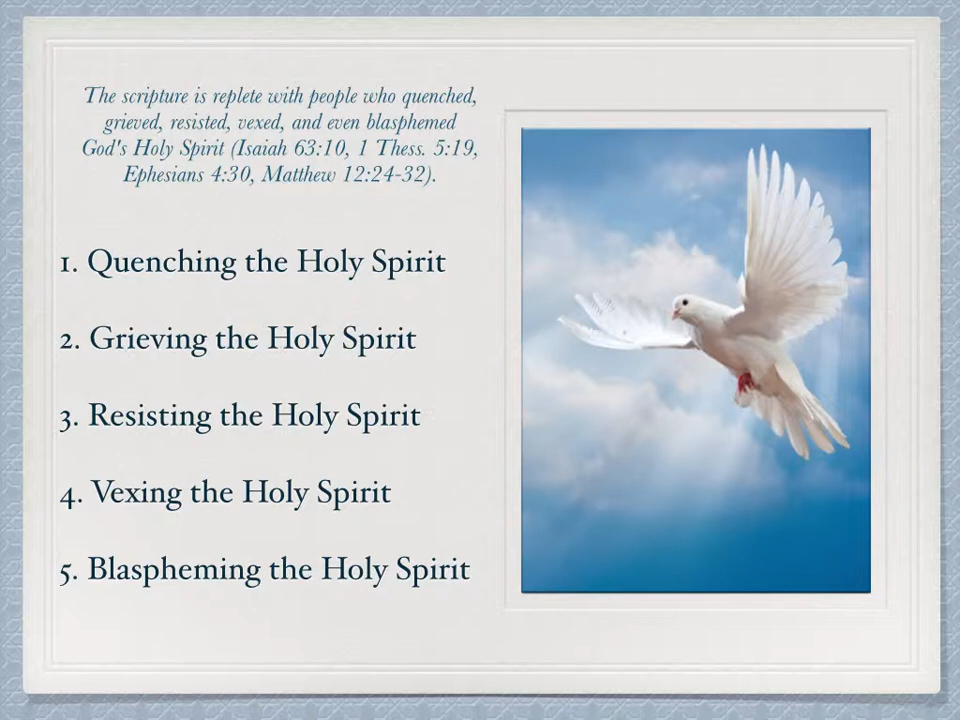 The scripture is replete with people who quenched,
grieved, resisted, vexed, and even blasphemed
God's Holy Spirit (Isaiah 63:10, 1 Thess. 5:19,
Ephesians 4:30, Matthew 12:24-32).
1. Quenching the Holy Spirit
2. Grieving the Holy Spirit
3. Resisting the Holy Spirit
4. Vexing the Holy Spirit
5. Blaspheming the Holy Spirit